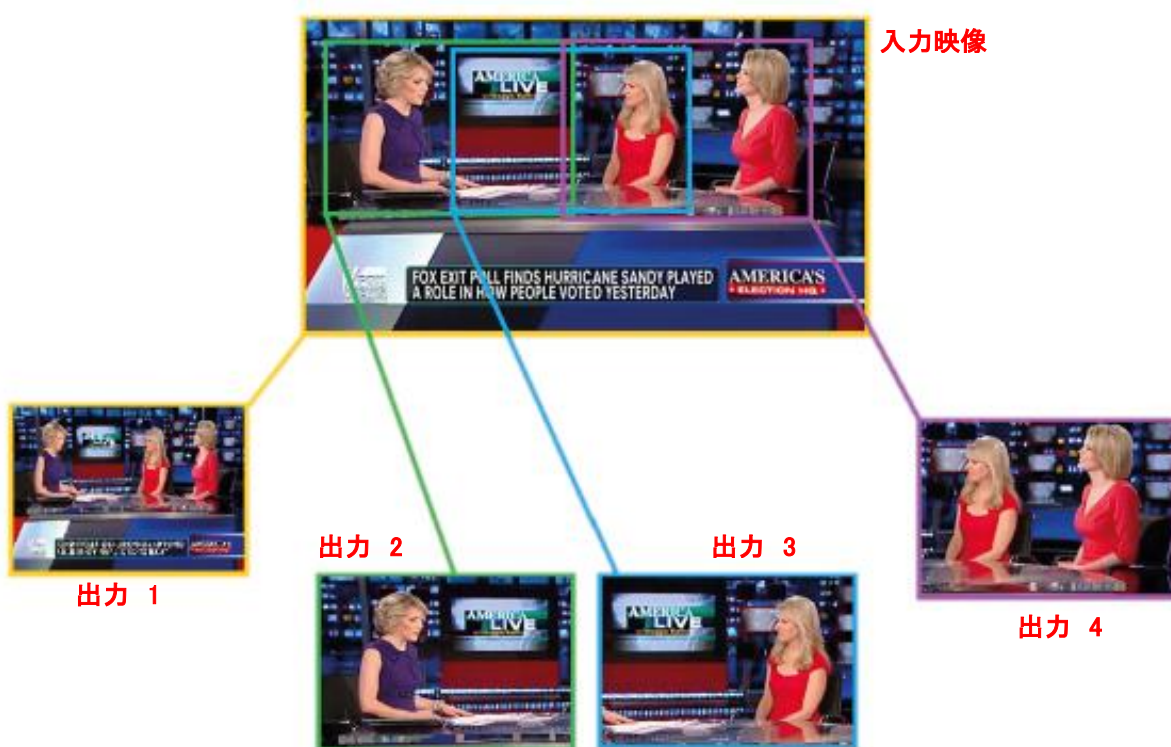 入力映像
AMERICA
LIVE
FOX EXIT POLL FINDS HURRICANE SANDY PLAYED
A ROLE IN HOW PEOPLE VOTED YESTERDAY
AMERICA'S
ELECTION HQ
出力 1
出力 2
AMERICA
LIVE
出力 3
AMERICA
LIVE
出力 4